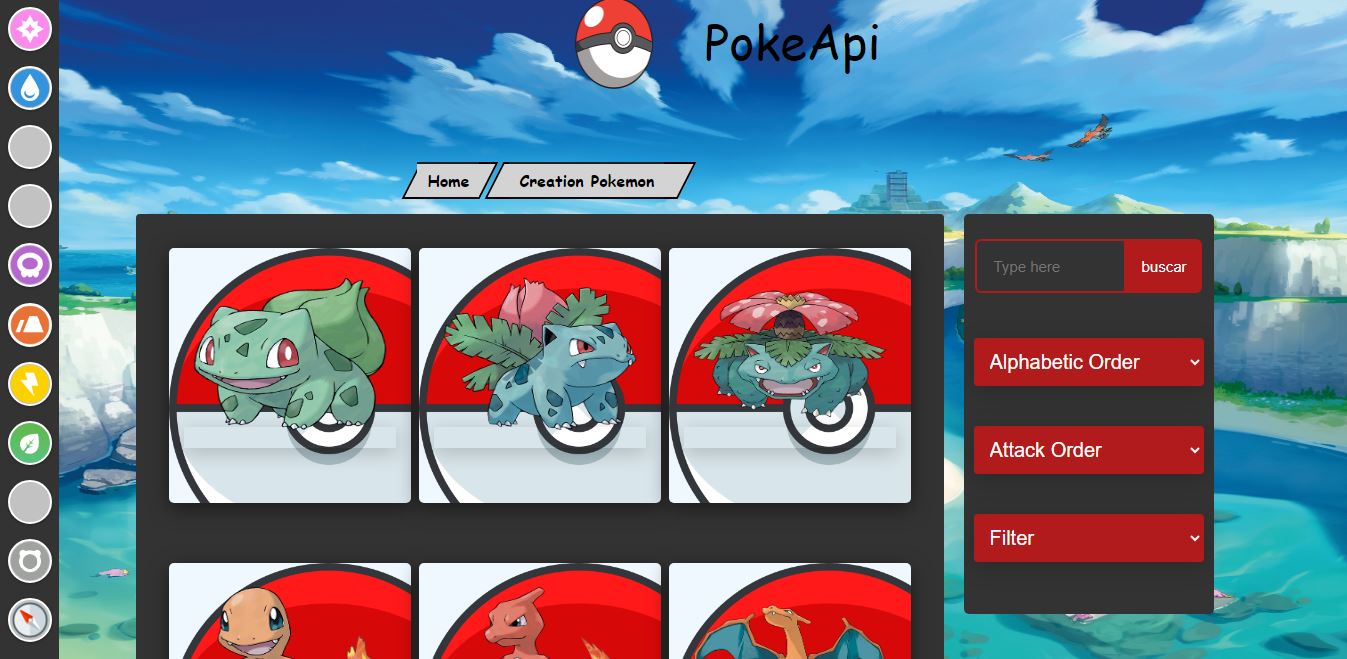 PokeApi
Home
Creation Pokemon
Type here
buscar
Alphabetic Order
Attack Order
Filter